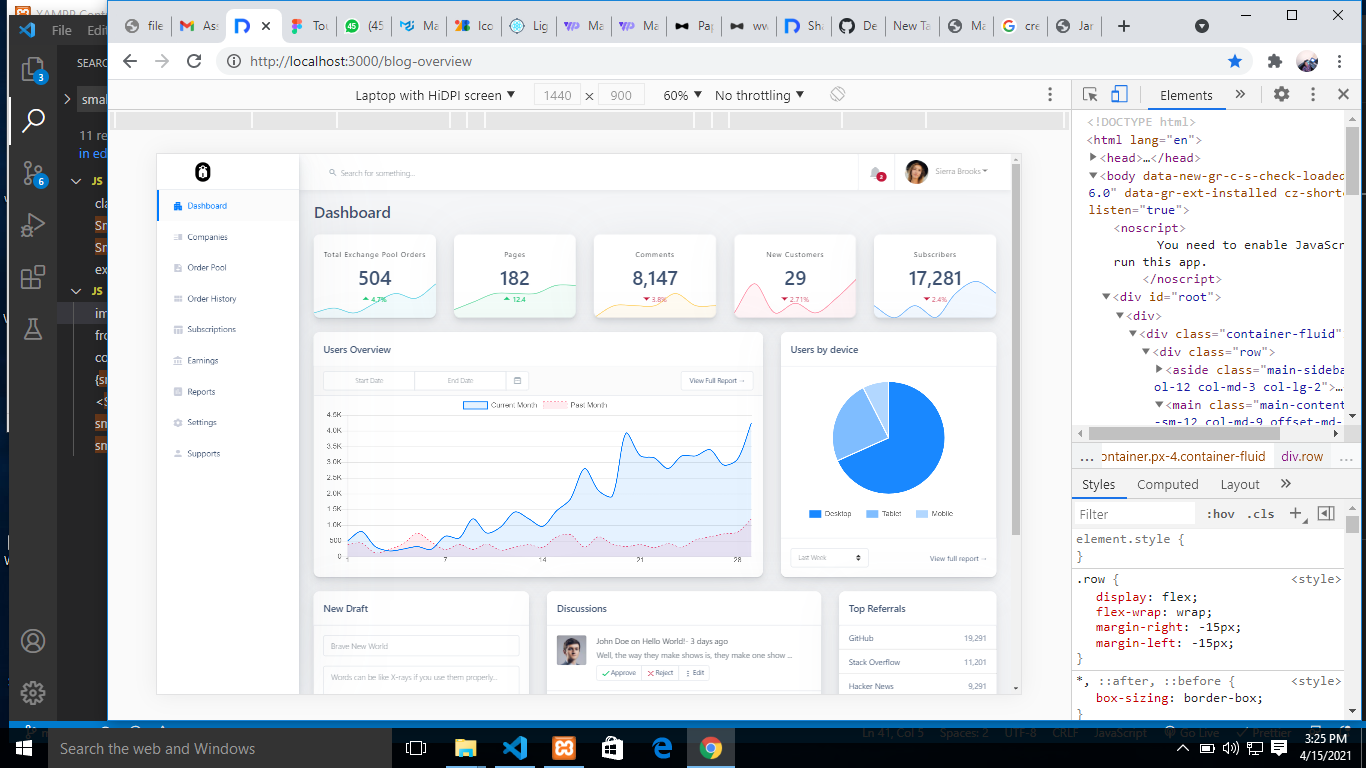 XAMPP Cont
File Edit
SEARC
smal
11 re
in ed
JS
cla
Sn
Sn
ex
JS
im
fro
co
{sn
<S
sn
sn
3
6
file
Ass
Tou
45
(45
Ma
Ico
Lig
Ma
Ma
Pap
ww
Sha
De
New Ta
Ma
cre
Jar
http://localhost:3000/blog-overview
Laptop with HiDPI screen ▼ 1440 x 900 60% ▼ No throttling ▼
Search for something...
2
Sierra Brooks
Dashboard
Companies
Order Pool
Order History
Subscriptions
Earnings
Reports
Settings
Supports
Dashboard
Total Exchange Pool Orders
504
4.7%
Pages
182
12.4
Comments
8,147
3.8%
New Customers
29
2.71%
Subscribers
17,281
2.4%
Users Overview
Start Date End Date View Full Report →
Current Month Past Month
4.5K
4.0K
3.5K
3.0K
2.5K
2.0K
1.5K
1.0K
500
0
1 7 14 21 28
Users by device
Desktop Tablet Mobile
Last Week View full report →
New Draft
Brave New World
Words can be like X-rays if you use them properly...
Discussions
John Doe on Hello World!- 3 days ago
Well, the way they make shows is, they make one show ...
Approve Reject Edit
Top Referrals
GitHub 19,291
Stack Overflow 11,201
Hacker News 9,291
Elements »
<!DOCTYPE html>
<html lang="en">
<head>…</head>
<body data-new-gr-c-s-check-loaded
6.0" data-gr-ext-installed cz-shortc
listen="true">
<noscript>
You need to enable JavaScr
run this app.
</noscript>
<div id="root">
<div>
<div class="container-fluid"
<div class="row">
<aside class="main-sideba
ol-12 col-md-3 col-lg-2">…
<main class="main-content
-sm-12 col-md-9 offset-md-
... ontainer.px-4.container-fluid div.row ...
Styles Computed Layout »
Filter :hov .cls +
element.style {
}
.row { <style>
display: flex;
flex-wrap: wrap;
margin-right: -15px;
margin-left: -15px;
}
*, ::after, ::before { <style>
box-sizing: border-box;
}
Ln 41, Col 5 Spaces: 2 UTF-8 CRLF JavaScript Go Live Prettier
Search the web and Windows
3:25 PM
4/15/2021